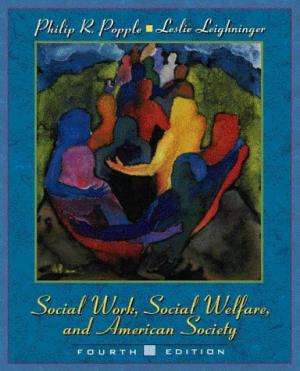 Philip R. Popple Leslie Leighninger
Social Work, Social Welfare,
and American Society
FOURTH EDITION